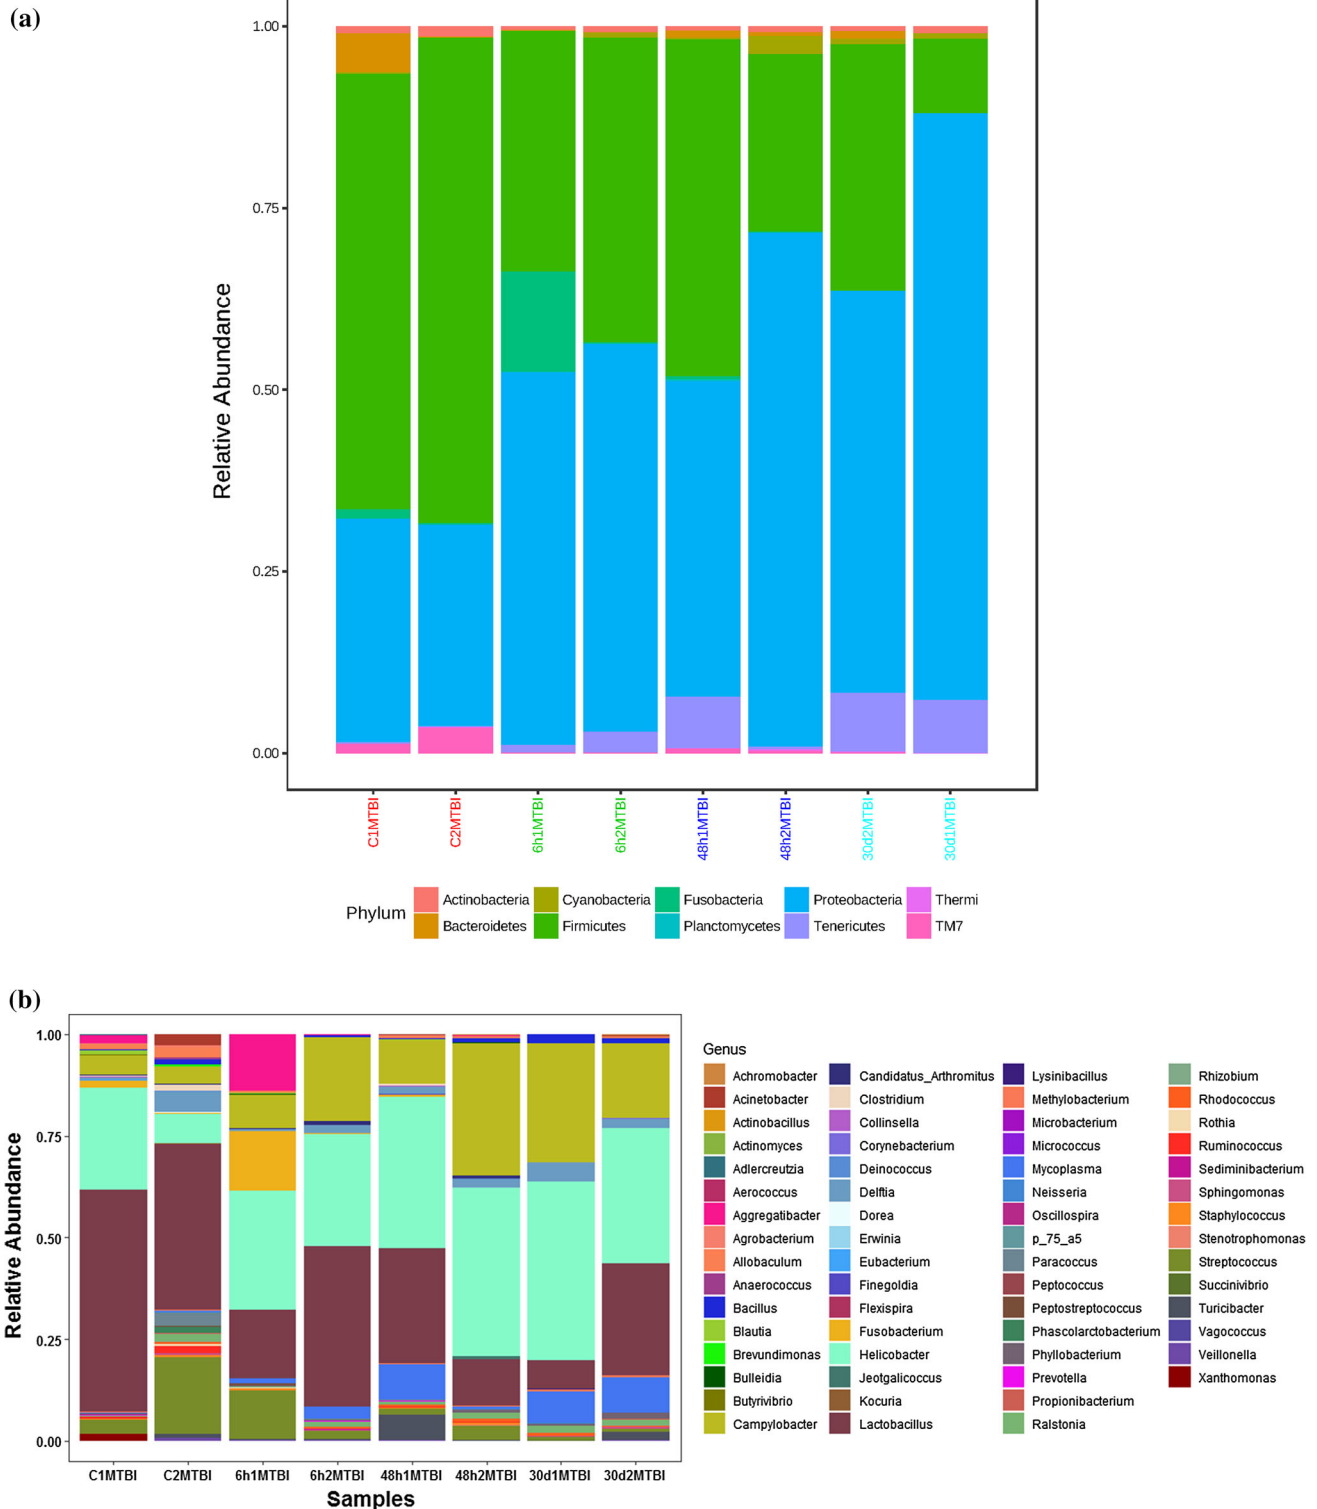 (a)
1.00
0.75
0.50
0.25
0.00
Relative Abundance
C1MTBI
C2MTBI
6h1MTBI
6h2MTBI
48h1MTBI
48h2MTBI
30d2MTBI
30d1MTBI
Phylum
Actinobacteria Cyanobacteria Fusobacteria Proteobacteria Thermi
Bacteroidetes Firmicutes Planctomycetes Tenericutes TM7
(b)
1.00
0.75
0.50
0.25
0.00
Relative Abundance
C1MTBI C2MTBI 6h1MTBI 6h2MTBI 48h1MTBI 48h2MTBI 30d1MTBI 30d2MTBI
Samples
Genus
Achromobacter Candidatus_Arthromitus Lysinibacillus Rhizobium
Acinetobacter Clostridium Methylobacterium Rhodococcus
Actinobacillus Collinsella Microbacterium Rothia
Actinomyces Corynebacterium Micrococcus Ruminococcus
Adlercreutzia Deinococcus Mycoplasma Sediminibacterium
Aerococcus Delftia Neisseria Sphingomonas
Aggregatibacter Dorea Oscillospira Staphylococcus
Agrobacterium Erwinia p_75_a5 Stenotrophomonas
Allobaculum Eubacterium Paracoccus Streptococcus
Anaerococcus Finegoldia Peptococcus Succinivibrio
Bacillus Flexispira Peptostreptococcus Turicibacter
Blautia Fusobacterium Phascolarctobacterium Vagococcus
Brevundimonas Helicobacter Phyllobacterium Veillonella
Bulleidia Jeotgalicoccus Prevotella Xanthomonas
Butyrivibrio Kocuria Propionibacterium
Campylobacter Lactobacillus Ralstonia